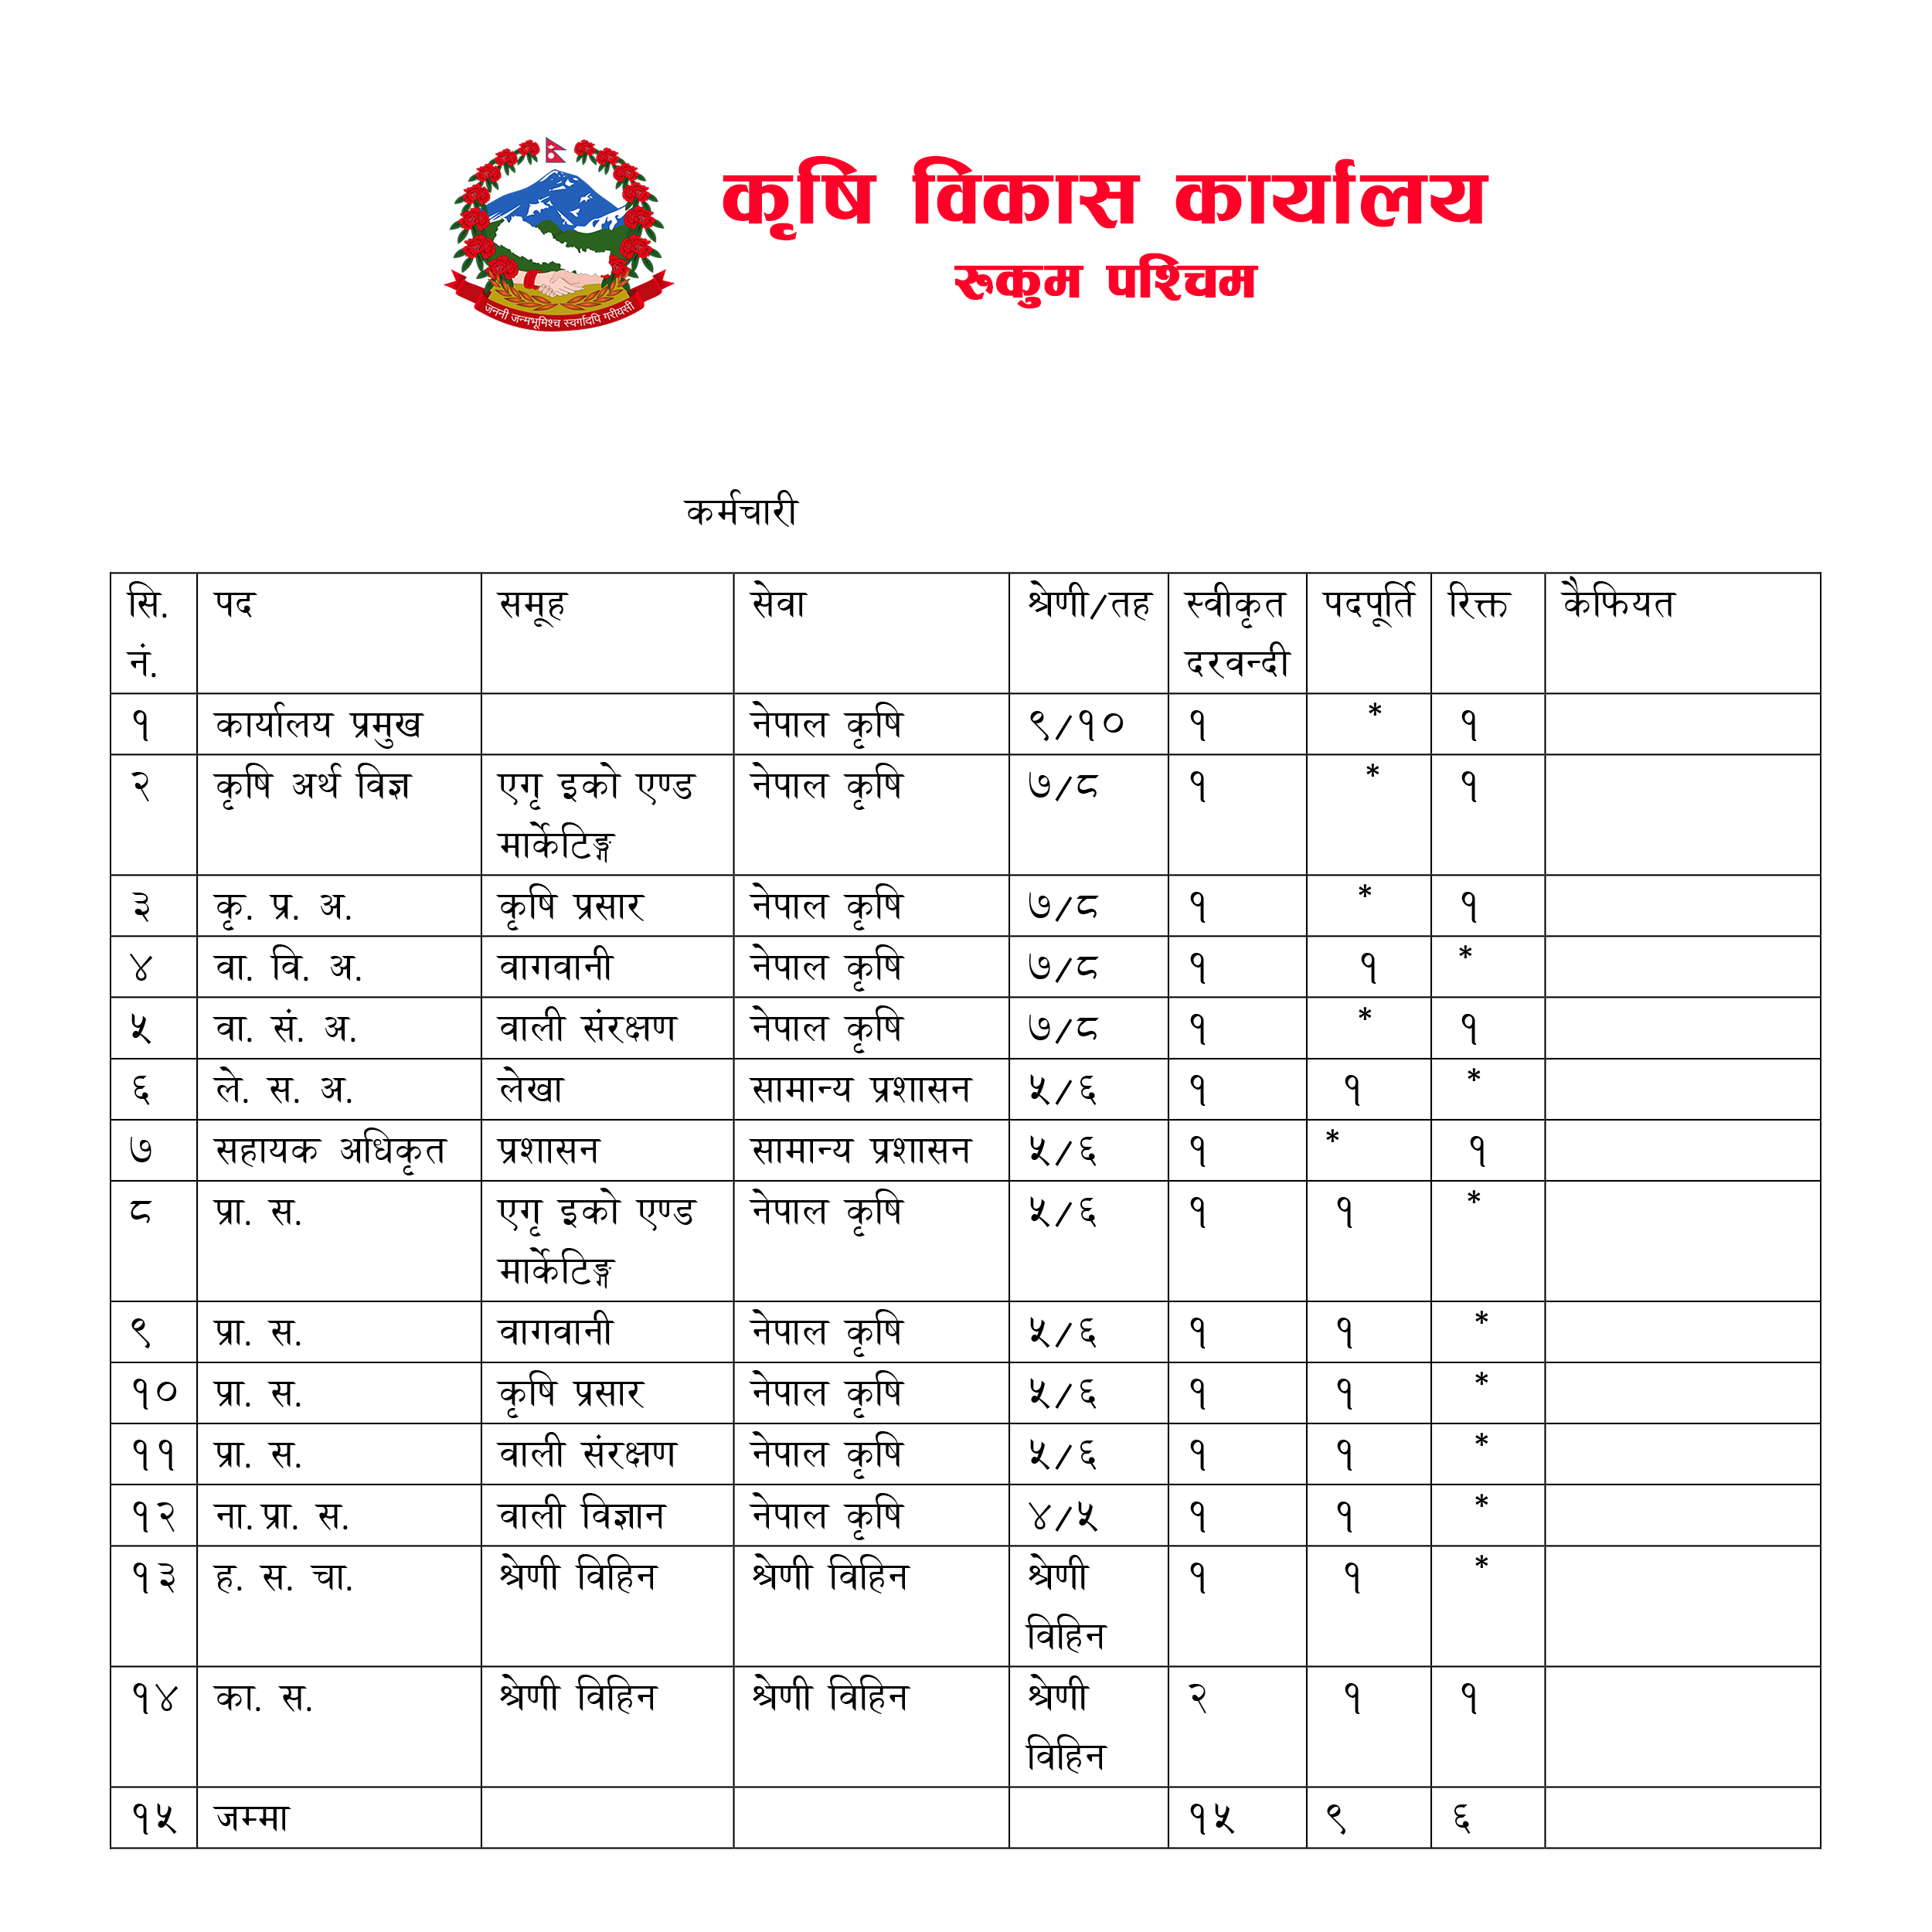 जननी जन्मभूमिश्च स्वर्गादपि गरीयसी
कृषि विकास कार्यालय
रुकुम पश्चिम
कर्मचारी
सि. नं. पद समूह सेवा श्रेणी/तह स्वीकृत दरवन्दी पदपूर्ति रिक्त कैफियत
१ कार्यालय प्रमुख नेपाल कृषि ९/१० १ * १
२ कृषि अर्थ विज्ञ एगृ इको एण्ड मार्केटिङ्ग नेपाल कृषि ७/८ १ * १
३ कृ. प्र. अ. कृषि प्रसार नेपाल कृषि ७/८ १ * १
४ वा. वि. अ. वागवानी नेपाल कृषि ७/८ १ १ *
५ वा. सं. अ. वाली संरक्षण नेपाल कृषि ७/८ १ * १
६ ले. स. अ. लेखा सामान्य प्रशासन ५/६ १ १ *
७ सहायक अधिकृत प्रशासन सामान्य प्रशासन ५/६ १ * १
८ प्रा. स. एगृ इको एण्ड मार्केटिङ्ग नेपाल कृषि ५/६ १ १ *
९ प्रा. स. वागवानी नेपाल कृषि ५/६ १ १ *
१० प्रा. स. कृषि प्रसार नेपाल कृषि ५/६ १ १ *
११ प्रा. स. वाली संरक्षण नेपाल कृषि ५/६ १ १ *
१२ ना. प्रा. स. वाली विज्ञान नेपाल कृषि ४/५ १ १ *
१३ ह. स. चा. श्रेणी विहिन श्रेणी विहिन श्रेणी विहिन १ १ *
१४ का. स. श्रेणी विहिन श्रेणी विहिन श्रेणी विहिन २ १ १
१५ जम्मा १५ ९ ६